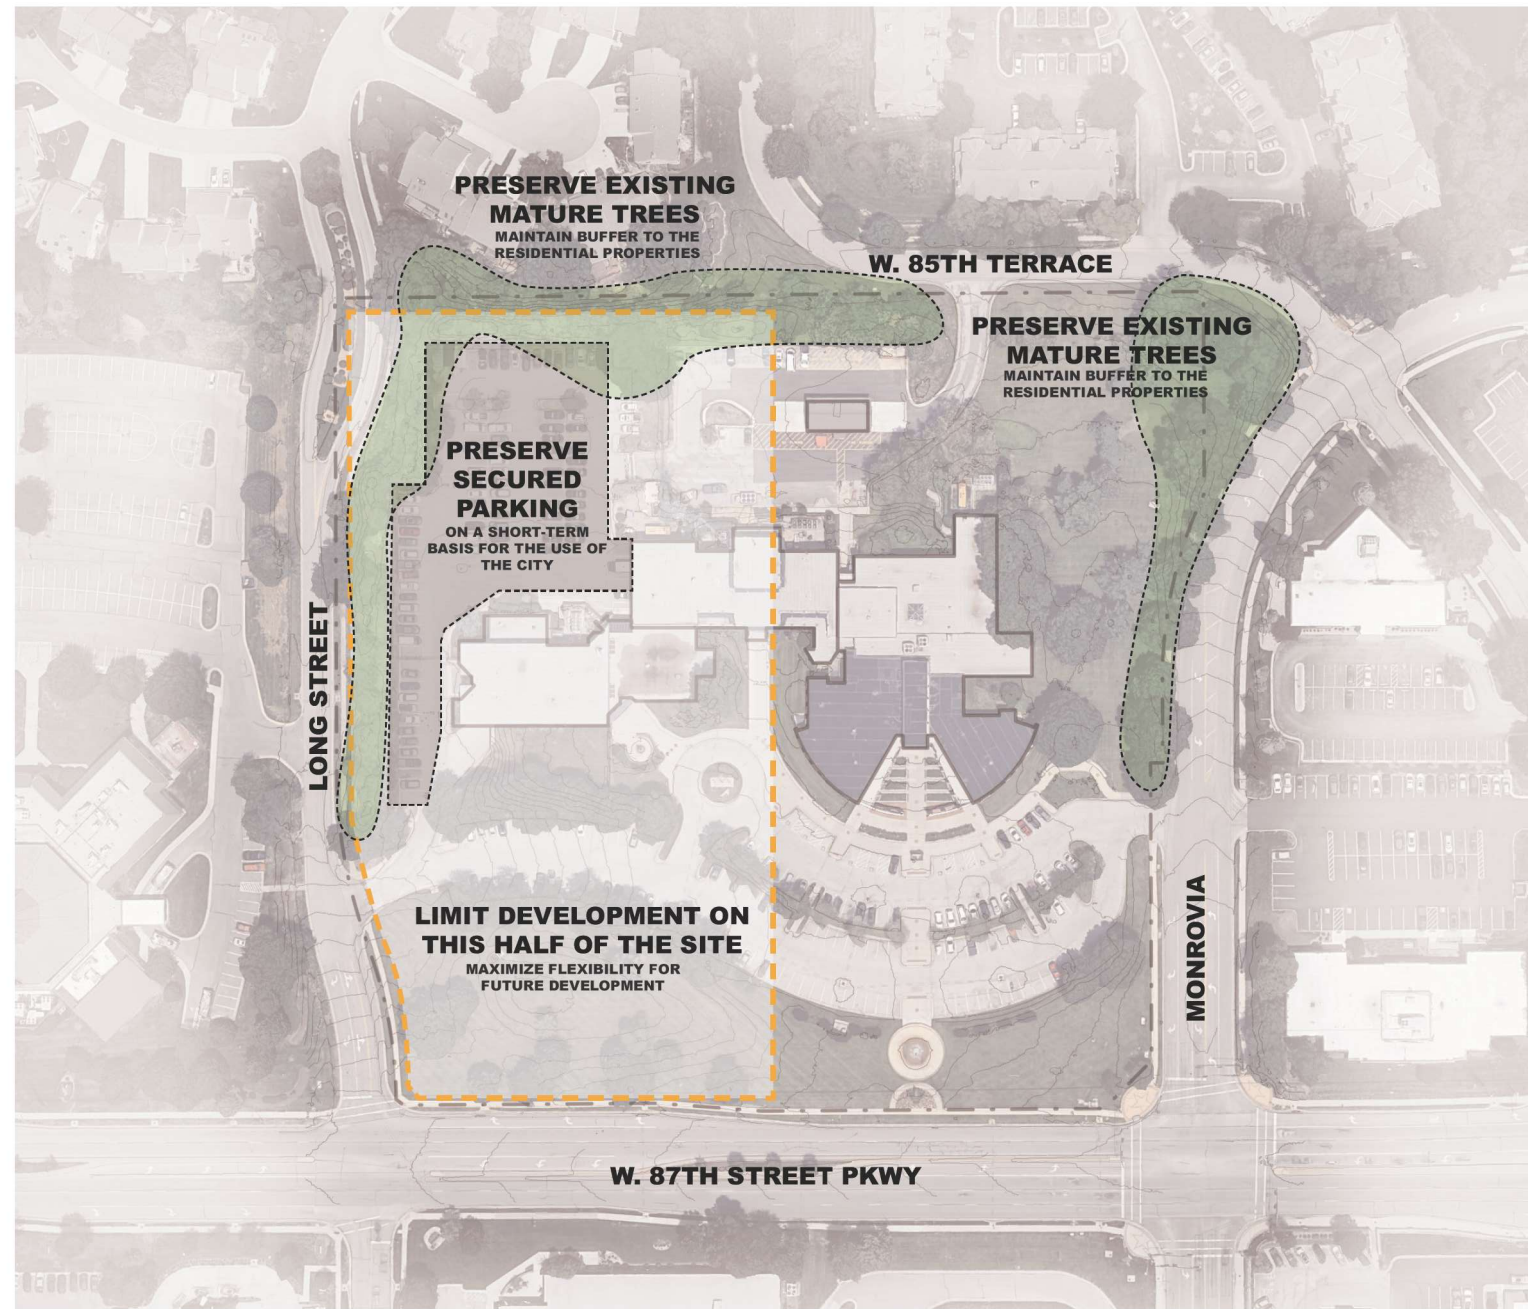 PRESERVE EXISTING
MATURE TREES
MAINTAIN BUFFER TO THE
RESIDENTIAL PROPERTIES
W. 85TH TERRACE
PRESERVE EXISTING
MATURE TREES
MAINTAIN BUFFER TO THE
RESIDENTIAL PROPERTIES
PRESERVE
SECURED
PARKING
ON A SHORT-TERM
BASIS FOR THE USE OF
THE CITY
LONG STREET
LIMIT DEVELOPMENT ON
THIS HALF OF THE SITE
MAXIMIZE FLEXIBILITY FOR
FUTURE DEVELOPMENT
MONROVIA
W. 87TH STREET PKWY